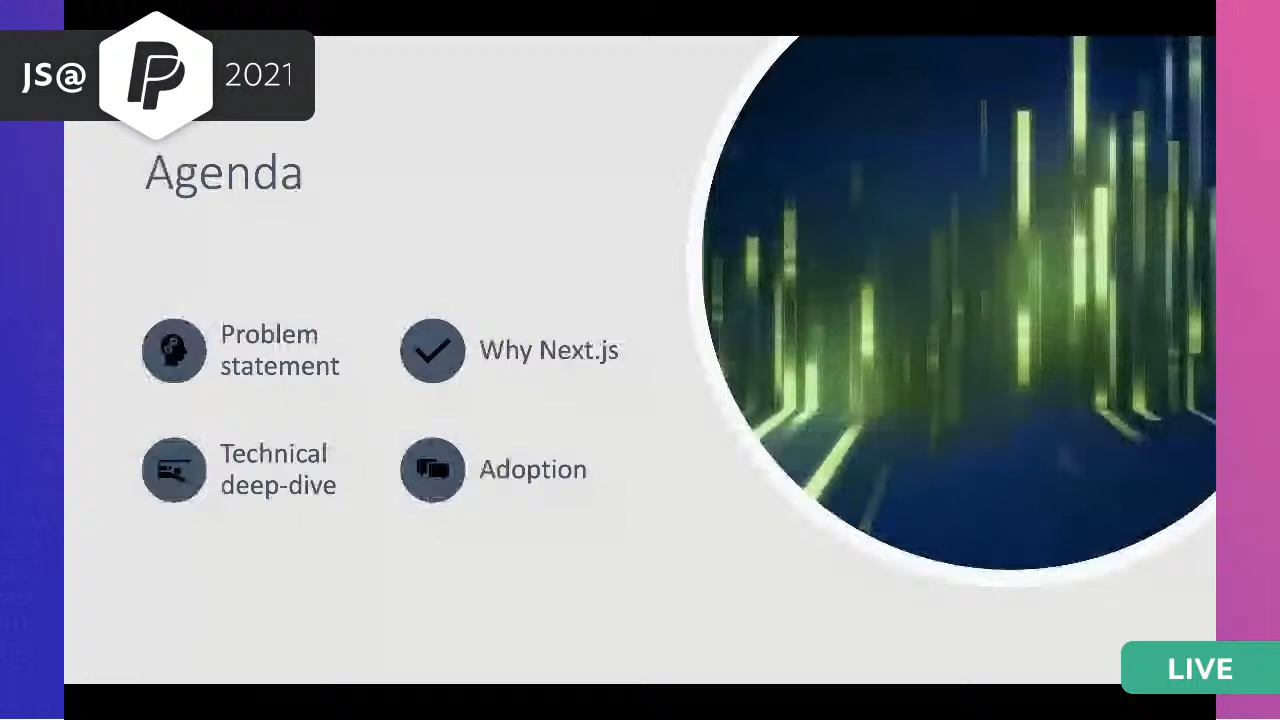 JS@ 2021
Agenda
Problem
statement
Why Next.js
Technical
deep-dive
Adoption
LIVE